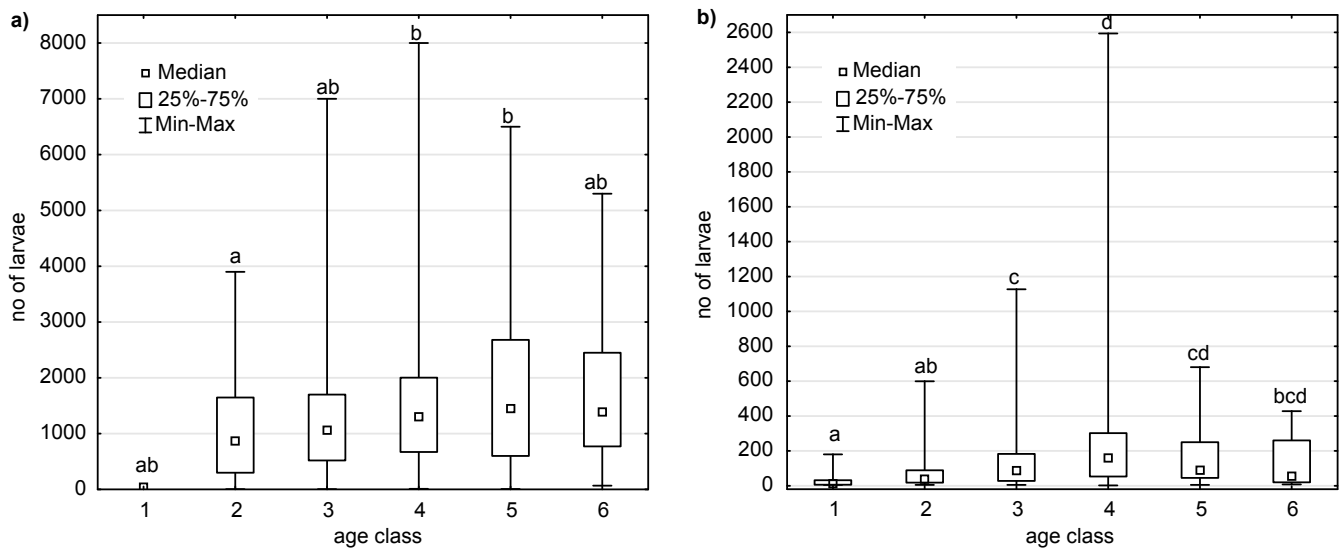 a)
8000
7000
6000
5000
4000
3000
2000
1000
0
no of larvae
Median
25%-75%
Min-Max
ab
a
ab
b
b
ab
1 2 3 4 5 6
age class
b)
2600
2400
2200
2000
1800
1600
1400
1200
1000
800
600
400
200
0
no of larvae
Median
25%-75%
Min-Max
a
ab
c
d
cd
bcd
1 2 3 4 5 6
age class